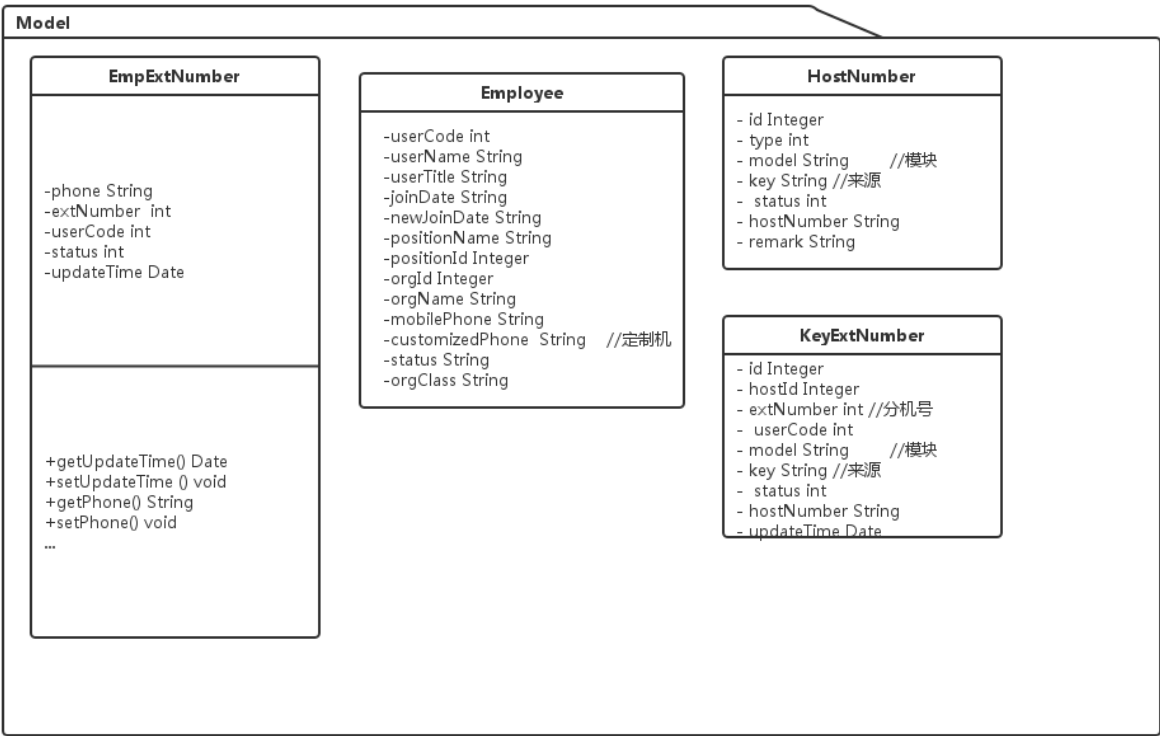 Model
EmpExtNumber
-phone String
-extNumber  int
-userCode int
-status int
-updateTime Date
+getUpdateTime() Date
+setUpdateTime () void
+getPhone() String
+setPhone() void
...
Employee
-userCode int
-userName String
-userTitle String
-joinDate String
-newJoinDate String
-positionName String
-positionId Integer
-orgId Integer
-orgName String
-mobilePhone String
-customizedPhone  String    //定制机
-status String
-orgClass String
HostNumber
- id Integer
- type int
- model String        //模块
- key String //来源
-  status int
- hostNumber String
- remark String
KeyExtNumber
- id Integer
- hostId Integer
- extNumber int //分机号
-  userCode int
- model String        //模块
- key String //来源
-  status int
- hostNumber String
- updateTime Date